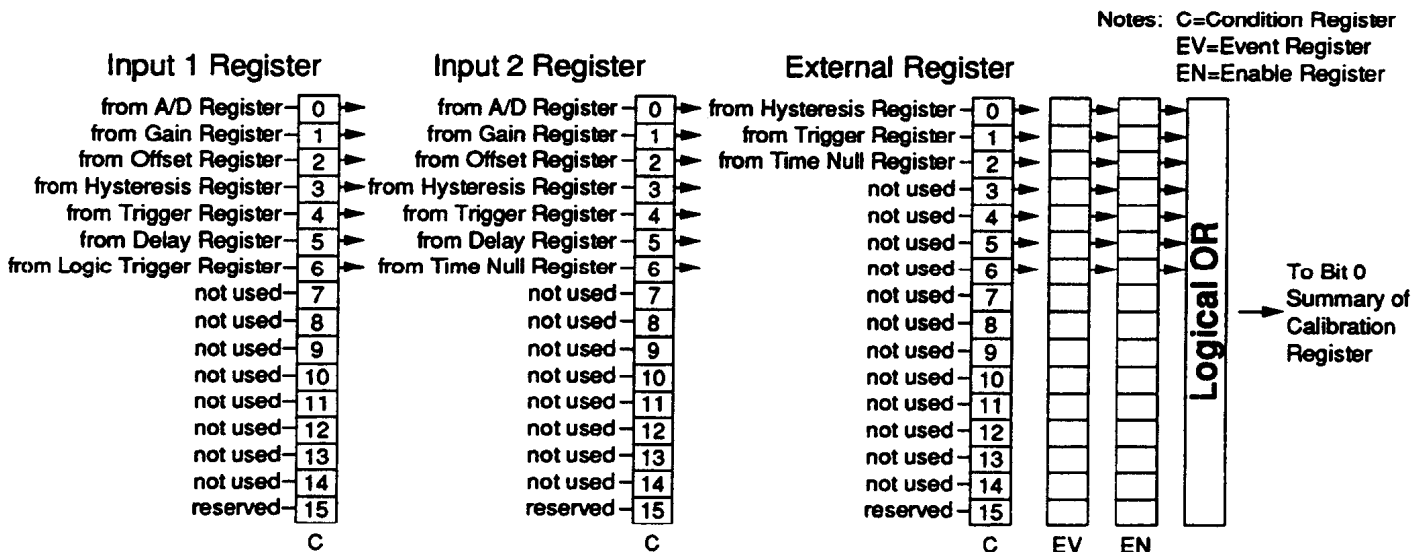 Notes: C=Condition Register
EV=Event Register
EN=Enable Register
Input 1 Register
from A/D Register 0
from Gain Register 1
from Offset Register 2
from Hysteresis Register 3
from Trigger Register 4
from Delay Register 5
from Logic Trigger Register 6
not used 7
not used 8
not used 9
not used 10
not used 11
not used 12
not used 13
not used 14
reserved 15
C
Input 2 Register
from A/D Register 0
from Gain Register 1
from Offset Register 2
from Hysteresis Register 3
from Trigger Register 4
from Delay Register 5
from Time Null Register 6
not used 7
not used 8
not used 9
not used 10
not used 11
not used 12
not used 13
not used 14
reserved 15
C
External Register
from Hysteresis Register 0
from Trigger Register 1
from Time Null Register 2
not used 3
not used 4
not used 5
not used 6
not used 7
not used 8
not used 9
not used 10
not used 11
not used 12
not used 13
not used 14
reserved 15
C EV EN
Logical OR
To Bit 0
Summary of
Calibration
Register